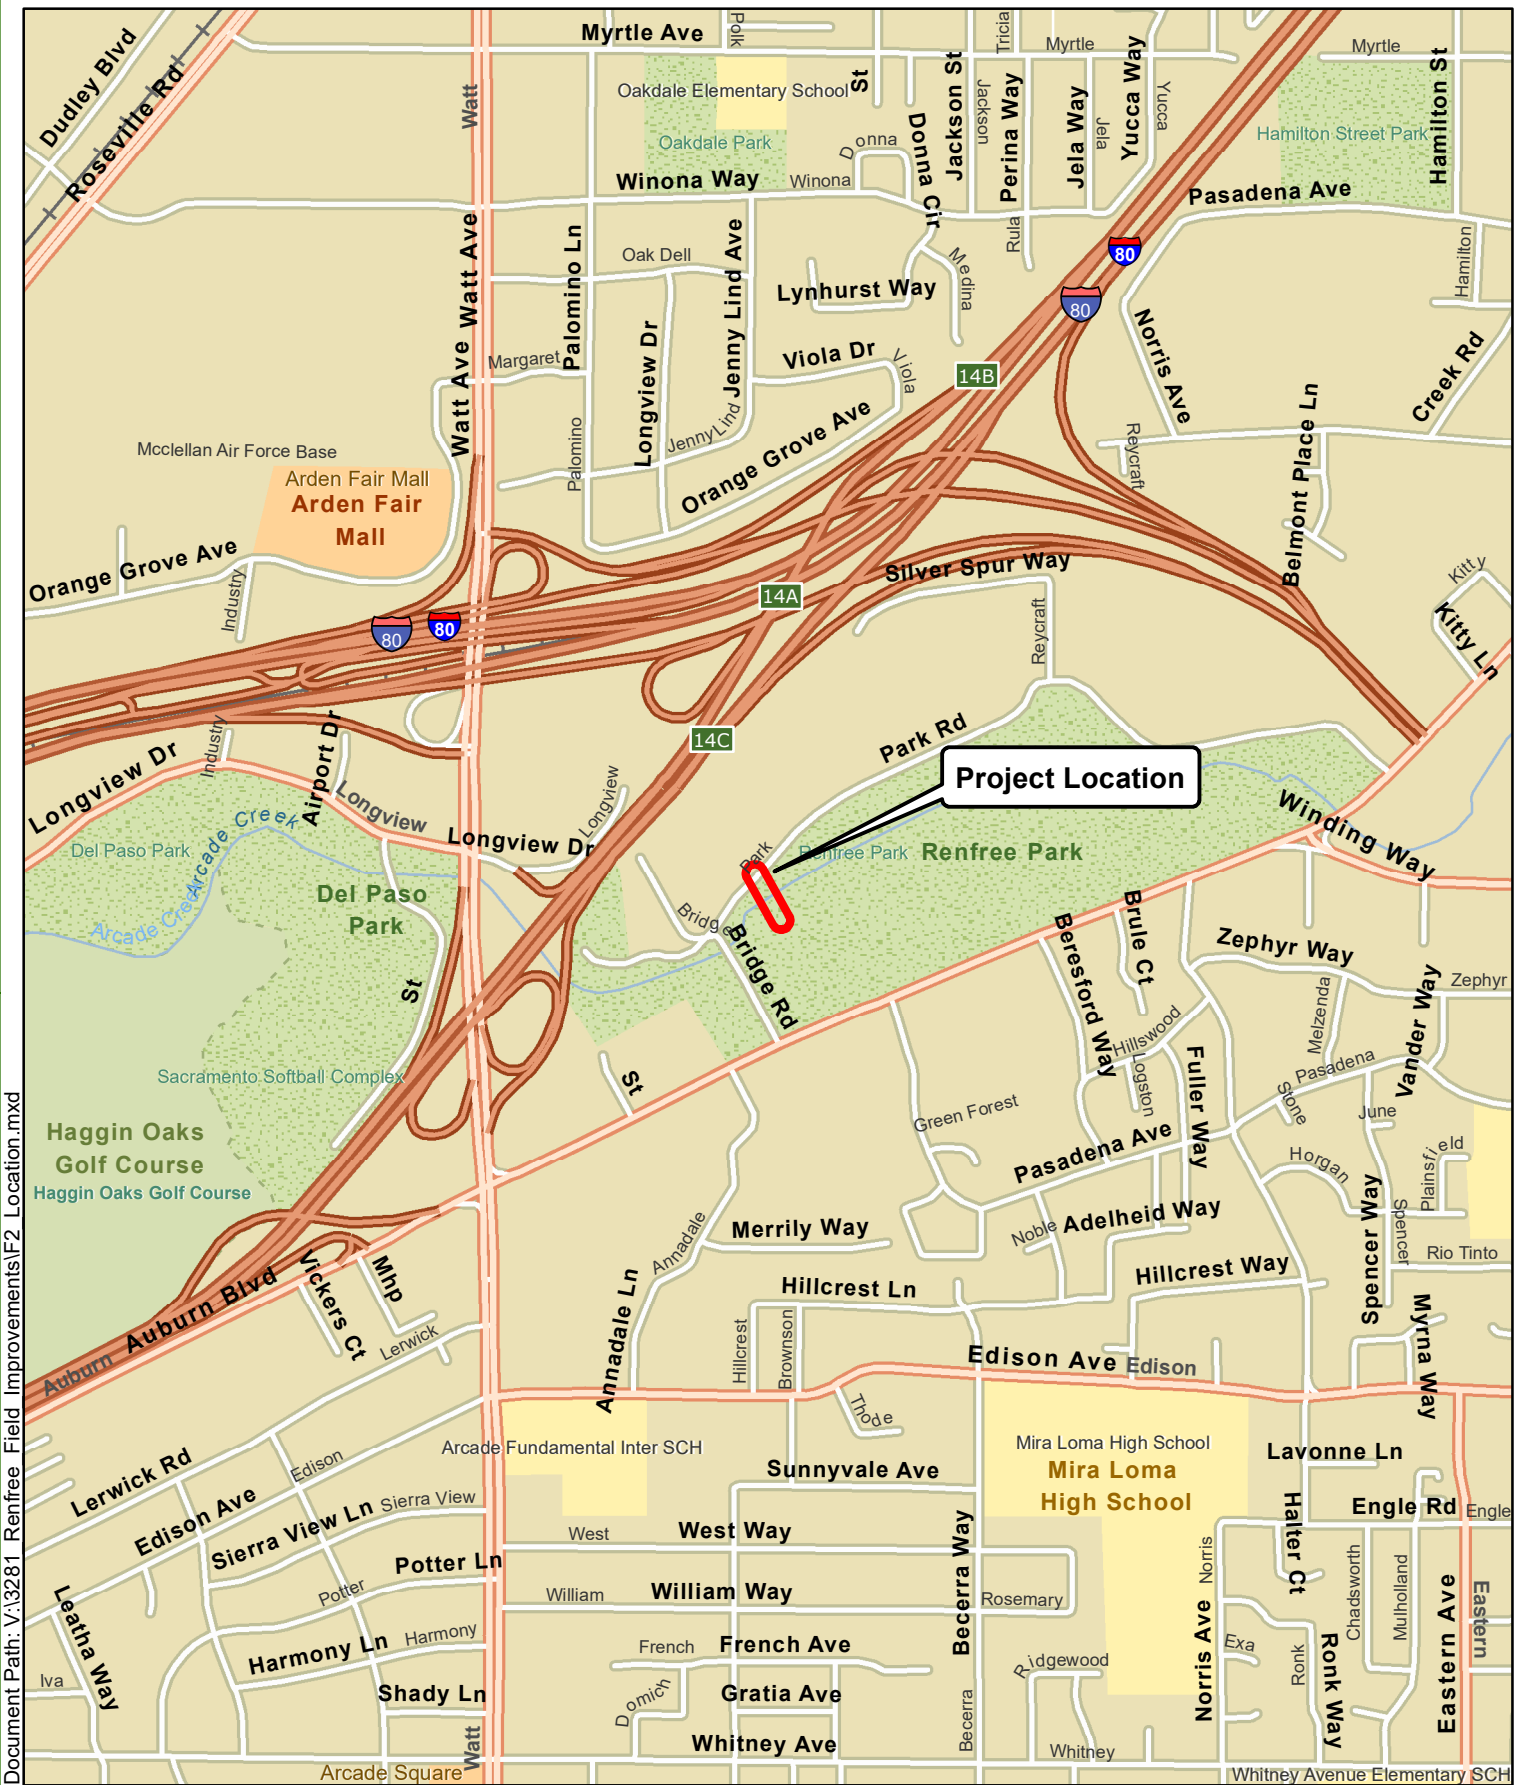 Myrtle Ave
Polk
Tricia
Myrtle
Myrtle
Dudley Blvd
Roseville Rd
Watt
Oakdale Elementary School
St
Jackson St
Jackson
Perina Way
Jela Way
Jela
Yucca Way
Yucca
Hamilton St
Oakdale Park
Donna
Donna Cir
Hamilton Street Park
Winona Way
Winona
Pasadena Ave
Rula
Hamilton
Watt Ave
Watt Ave
Palomino Ln
Oak Dell
Jenny Lind Ave
Lynhurst Way
Medina
80
80
Longview Dr
Margaret
Viola Dr
Viola
14B
Norris Ave
Creek Rd
Belmont Place Ln
Reycraft
Palomino
Jenny Lind
Orange Grove Ave
Mcclellan Air Force Base
Arden Fair Mall
Arden Fair
Mall
Orange Grove Ave
Industry
80
80
14A
Silver Spur Way
Reycraft
Kitty
Kitty Ln
14C
Park Rd
Project Location
Longview Dr
Industry
Airport Dr
Longview
Longview Dr
Longview
Winding Way
Arcade Creek
Del Paso Park
Arcade Creek
Del Paso
Park
Park
Renfree Park
Renfree Park
Bridge
Bridge Rd
St
Beresford Way
Brule Ct
Zephyr Way
Zephyr
Melzenda
Vander Way
Hillswood
Logston
Fuller Way
Pasadena
Stone
June
Sacramento Softball Complex
St
Green Forest
Pasadena Ave
Horgan
Plainsfield
Haggin Oaks
Golf Course
Haggin Oaks Golf Course
Annadale
Merrily Way
Noble
Adelheid Way
Spencer Way
Spencer
Rio Tinto
Vickers Ct
Mhp
Auburn Blvd
Auburn
Lerwick
Annadale Ln
Hillcrest Ln
Hillcrest Way
Hillcrest
Brownson
Edison Ave
Edison
Myrna Way
Thode
Arcade Fundamental Inter SCH
Mira Loma High School
Mira Loma
High School
Lavonne Ln
Lerwick Rd
Edison
Edison Ave
Sierra View Ln
Sierra View
Sunnyvale Ave
Engle Rd
Engle
Halter Ct
West
West Way
Becerra Way
Norris
Potter Ln
Potter
William
William Way
Rosemary
Chadsworth
Mulholland
Eastern Ave
Eastern
Leatha Way
Harmony Ln
Harmony
French
French Ave
Ridgewood
Norris Ave
Exa
Ronk
Ronk Way
Iva
Shady Ln
Domich
Gratia Ave
Becerra
Watt
Whitney Ave
Whitney
Arcade Square
Whitney Avenue Elementary SCH
Document Path: V:\3281 Renfree Field Improvements\F2 Location.mxd